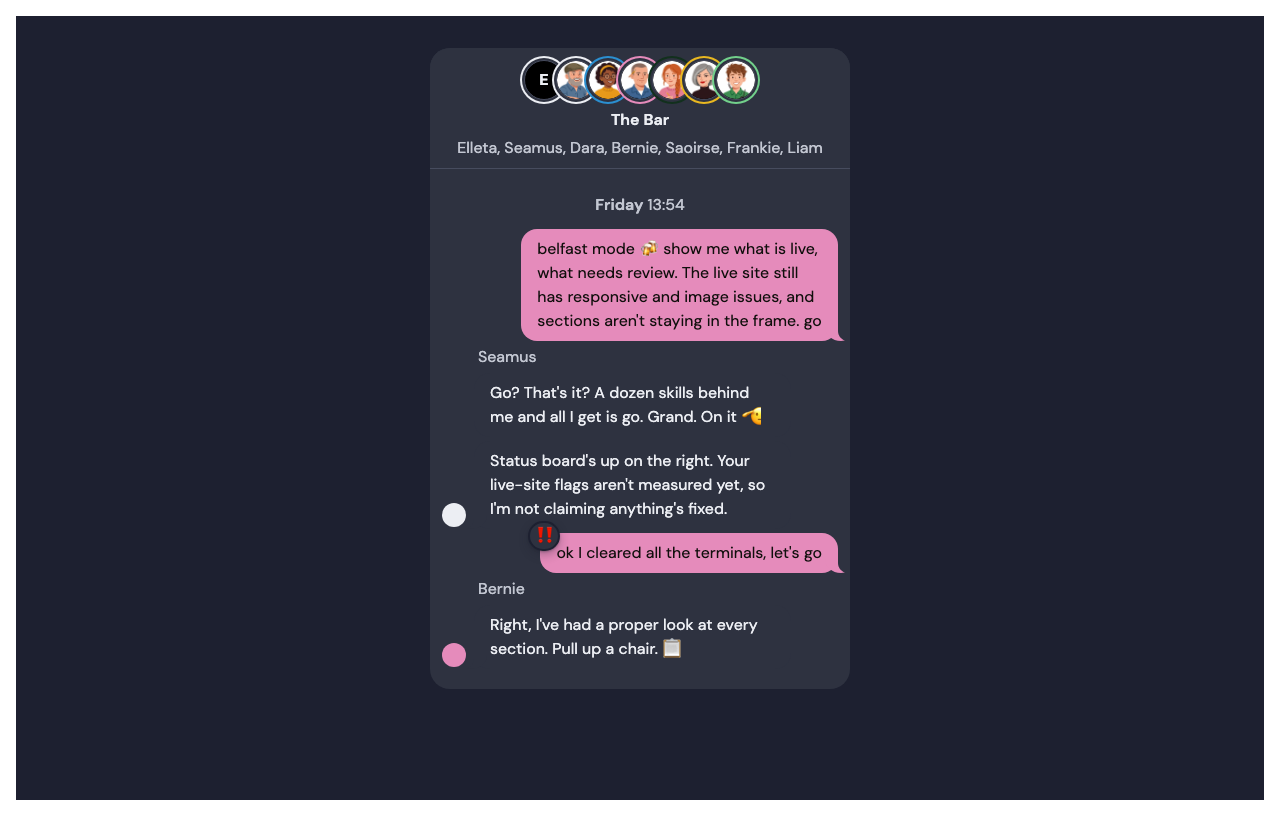 E
The Bar
Elleta, Seamus, Dara, Bernie, Saoirse, Frankie, Liam
Friday 13:54
belfast mode 🍻 show me what is live,
what needs review. The live site still
has responsive and image issues, and
sections aren't staying in the frame. go
Seamus
Go? That's it? A dozen skills behind
me and all I get is go. Grand. On it 🫡
Status board's up on the right. Your
live-site flags aren't measured yet, so
I'm not claiming anything's fixed.
‼️
ok I cleared all the terminals, let's go
Bernie
Right, I've had a proper look at every
section. Pull up a chair. 📋